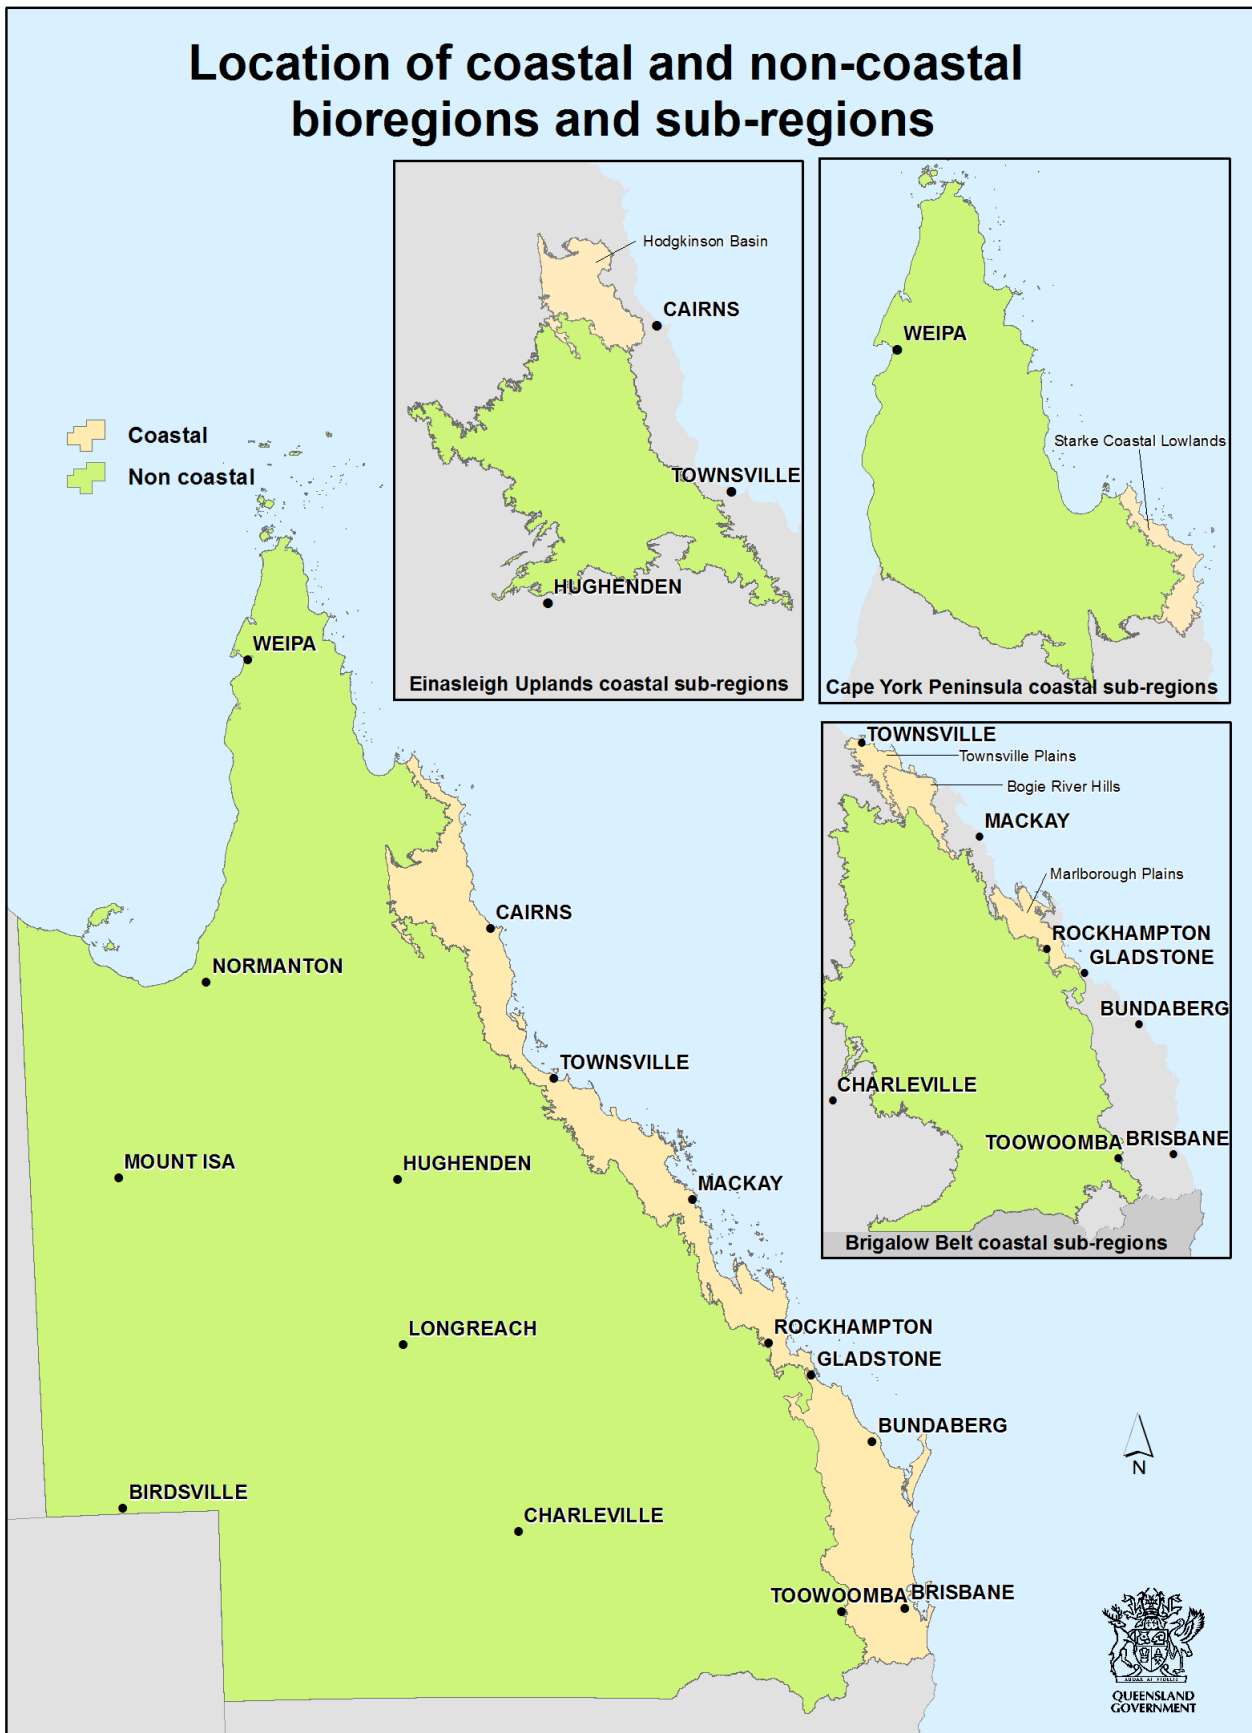 Location of coastal and non-coastal
bioregions and sub-regions
Hodgkinson Basin
CAIRNS
TOWNSVILLE
HUGHENDEN
Einasleigh Uplands coastal sub-regions
WEIPA
Starke Coastal Lowlands
Cape York Peninsula coastal sub-regions
Coastal
Non coastal
TOWNSVILLE
Townsville Plains
Bogie River Hills
MACKAY
Marlborough Plains
ROCKHAMPTON
GLADSTONE
BUNDABERG
CHARLEVILLE
TOOWOOMBA
BRISBANE
Brigalow Belt coastal sub-regions
WEIPA
CAIRNS
NORMANTON
TOWNSVILLE
MOUNT ISA
HUGHENDEN
MACKAY
LONGREACH
ROCKHAMPTON
GLADSTONE
BUNDABERG
BIRDSVILLE
CHARLEVILLE
TOOWOOMBA
BRISBANE
N
QUEENSLAND
GOVERNMENT